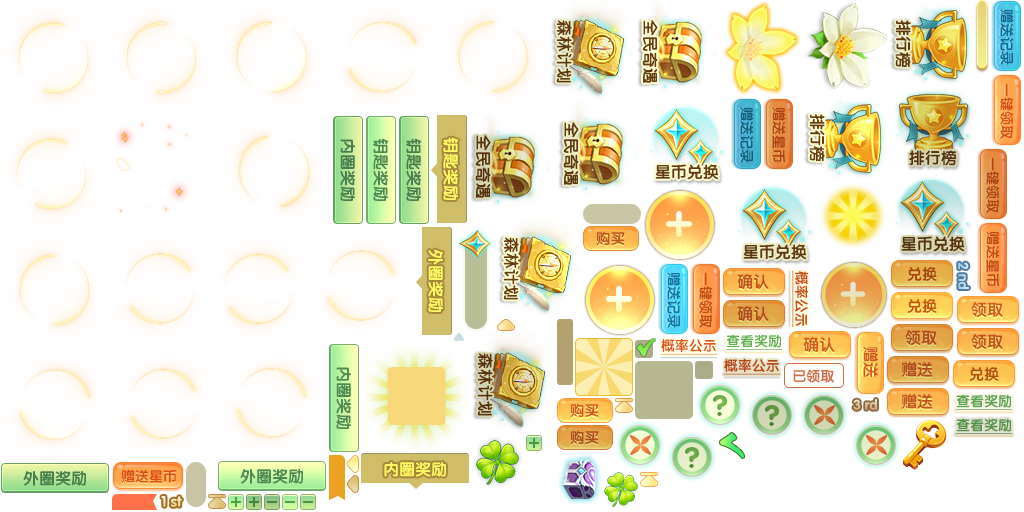 森林计划
全民奇遇
排行榜
赠送记录
内圈奖励
钥匙奖励
钥匙奖励
钥匙奖励
全民奇遇
全民奇遇
星币兑换
赠送记录
赠送星币
排行榜
排行榜
一键领取
一键领取
购买
星币兑换
星币兑换
赠送星币
外圈奖励
森林计划
赠送记录
一键领取
确认
确认
概率公示
兑换
2nd
兑换
领取
领取
领取
内圈奖励
森林计划
概率公示
查看奖励
概率公示
确认
已领取
赠送
赠送
兑换
赠送
3rd
查看奖励
查看奖励
购买
购买
?
?
?
外圈奖励
赠送星币
1st
外圈奖励
内圈奖励